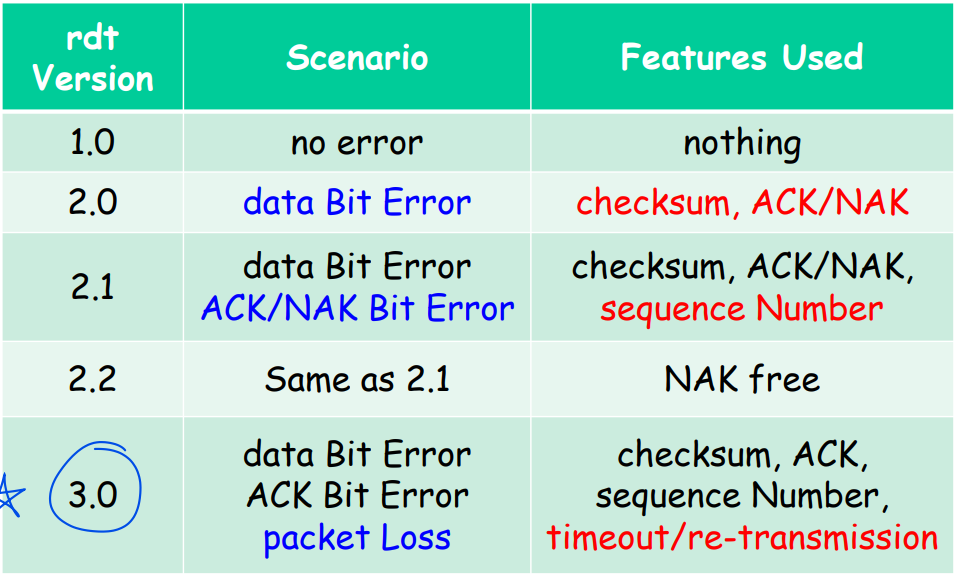 rdt
Version
Scenario
Features Used
1.0
no error
nothing
2.0
data Bit Error
checksum, ACK/NAK
2.1
data Bit Error
ACK/NAK Bit Error
checksum, ACK/NAK,
sequence Number
2.2
Same as 2.1
NAK free
3.0
data Bit Error
ACK Bit Error
packet Loss
checksum, ACK,
sequence Number,
timeout/re-transmission